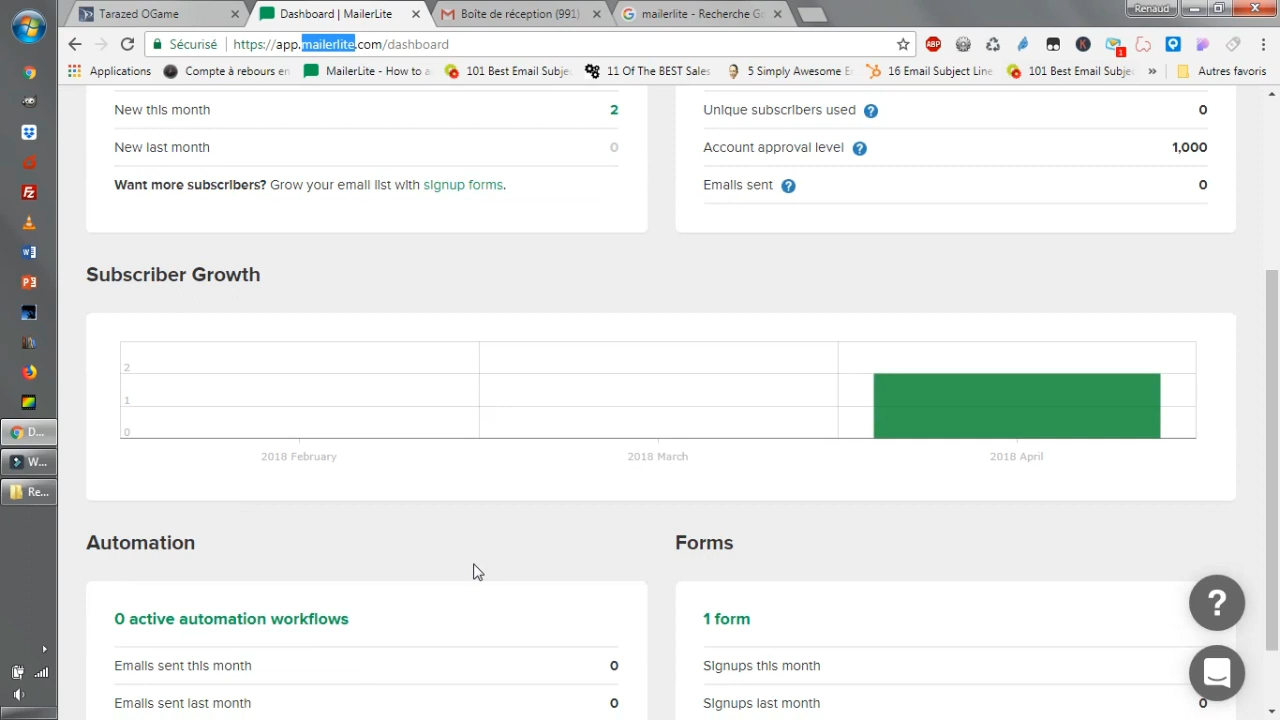 Tarazed OGame
Dashboard | MailerLite
Boîte de réception (991)
mailerlite - Recherche Go
Renaud
Sécurisé
https://app.mailerlite.com/dashboard
ABP
1
Applications
Compte à rebours en
MailerLite - How to a
101 Best Email Subje
11 Of The BEST Sales
5 Simply Awesome E
16 Email Subject Line
101 Best Email Subje
»
Autres favoris
New this month 2
New last month 0
Want more subscribers? Grow your email list with signup forms.
Unique subscribers used ? 0
Account approval level ? 1,000
Emails sent ? 0
Subscriber Growth
2
1
0
2018 February
2018 March
2018 April
Automation
0 active automation workflows
Emails sent this month 0
Emails sent last month 0
Forms
1 form
Signups this month
Signups last month 0
?
D...
W...
Re...